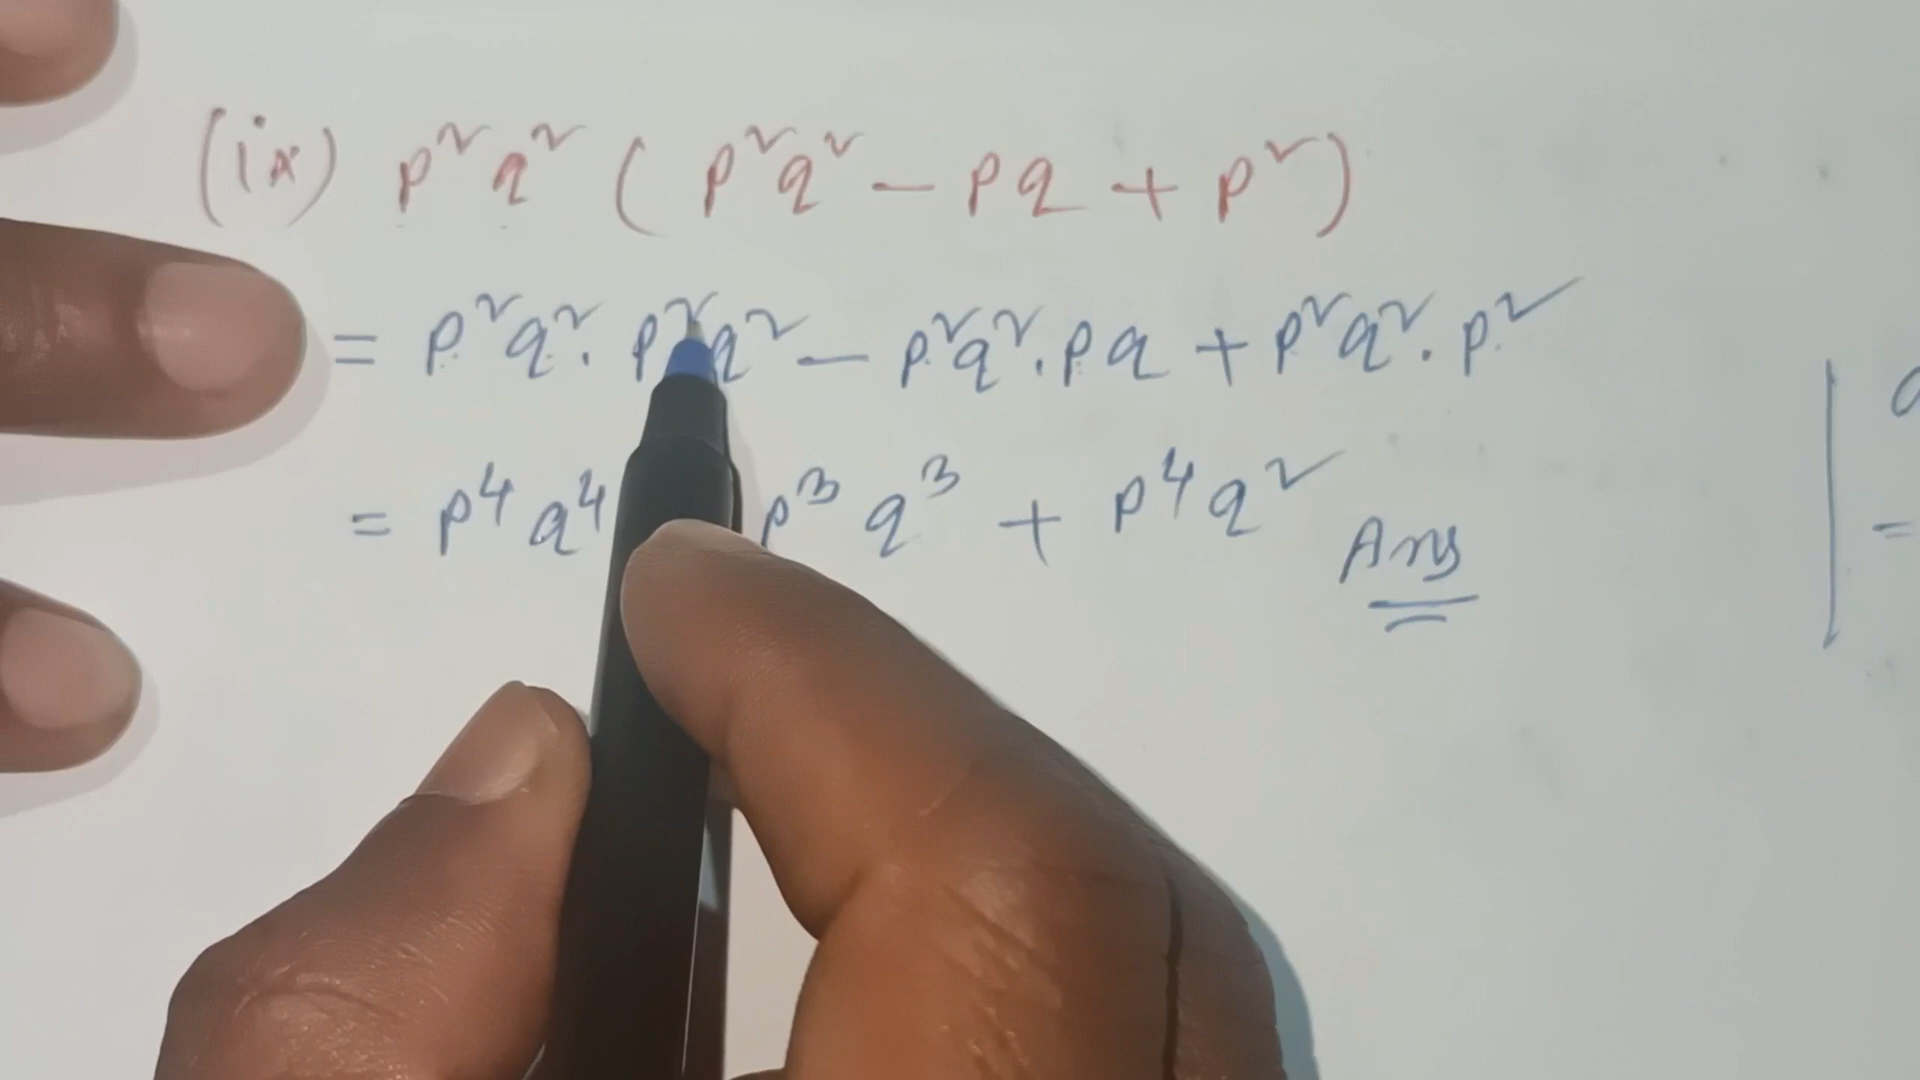 (ix) p²q² ( p²q² - pq + p² )
= p²q². p²q² - p²q².pq + p²q². p²
= p⁴q⁴ p³q³ + p⁴q²
Ans
=